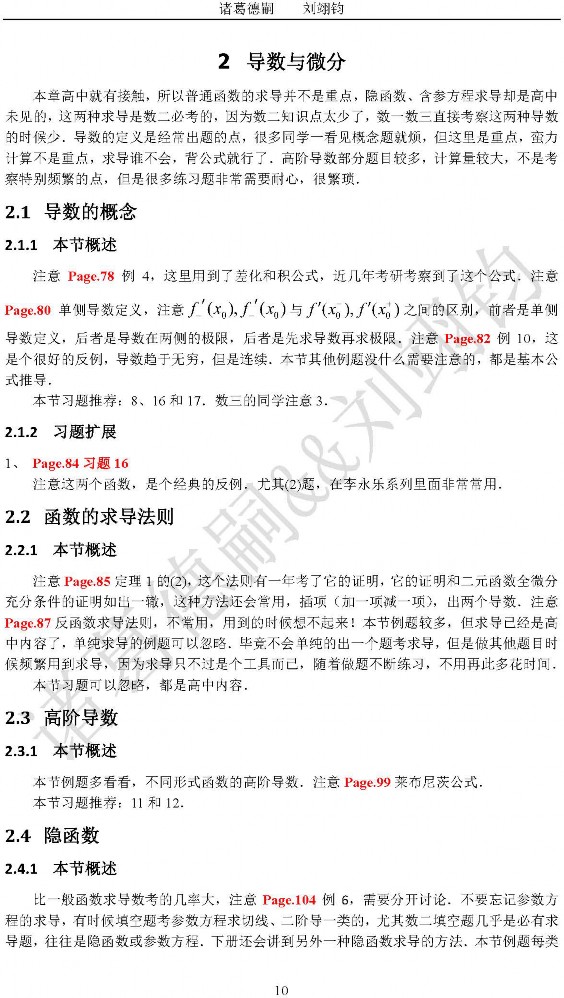 诸葛德嗣 刘翊钧
2 导数与微分
本章高中就有接触，所以普通函数的求导并不是重点，隐函数、含参方程求导却是高中
未见的，这两种求导是数二必考的，因为数二知识点太少了，数一数三直接考察这两种导数
的时候少．导数的定义是经常出题的点，很多同学一看见概念题就烦，但这里是重点，蛮力
计算不是重点，求导谁不会，背公式就行了．高阶导数部分题目较多，计算量较大，不是考
察特别频繁的点，但是很多练习题非常需要耐心，很繁琐．
2.1 导数的概念
2.1.1 本节概述
注意 Page.78 例 4，这里用到了差化和积公式，近几年考研考察到了这个公式．注意
Page.80 单侧导数定义，注意 f₋′(x₀), f₊′(x₀) 与 f′(x₀⁻), f′(x₀⁺) 之间的区别，前者是单侧
导数定义，后者是导数在两侧的极限，后者是先求导数再求极限．注意 Page.82 例 10，这
是个很好的反例，导数趋于无穷，但是连续．本节其他例题没什么需要注意的，都是基本公
式推导．
本节习题推荐：8、16 和 17．数三的同学注意 3．
2.1.2 习题扩展
1、 Page.84 习题 16
注意这两个函数，是个经典的反例．尤其(2)题，在李永乐系列里面非常常用．
2.2 函数的求导法则
2.2.1 本节概述
注意 Page.85 定理 1 的(2)，这个法则有一年考了它的证明，它的证明和二元函数全微分
充分条件的证明如出一辙，这种方法还会常用，插项（加一项减一项），出两个导数．注意
Page.87 反函数求导法则，不常用，用到的时候想不起来！本节例题较多，但求导已经是高
中内容了，单纯求导的例题可以忽略．毕竟不会单纯的出一个题考求导，但是做其他题目时
候频繁用到求导，因为求导只不过是个工具而已，随着做题不断练习，不用再此多花时间．
本节习题可以忽略，都是高中内容．
2.3 高阶导数
2.3.1 本节概述
本节例题多看看，不同形式函数的高阶导数．注意 Page.99 莱布尼茨公式．
本节习题推荐：11 和 12．
2.4 隐函数
2.4.1 本节概述
比一般函数求导数考的几率大，注意 Page.104 例 6，需要分开讨论．不要忘记参数方
程的求导，有时候填空题考参数方程求切线、二阶导一类的，尤其数二填空题几乎是必有求
导题，往往是隐函数或参数方程．下册还会讲到另外一种隐函数求导的方法．本节例题每类
10
诸葛德嗣&&刘翊钧